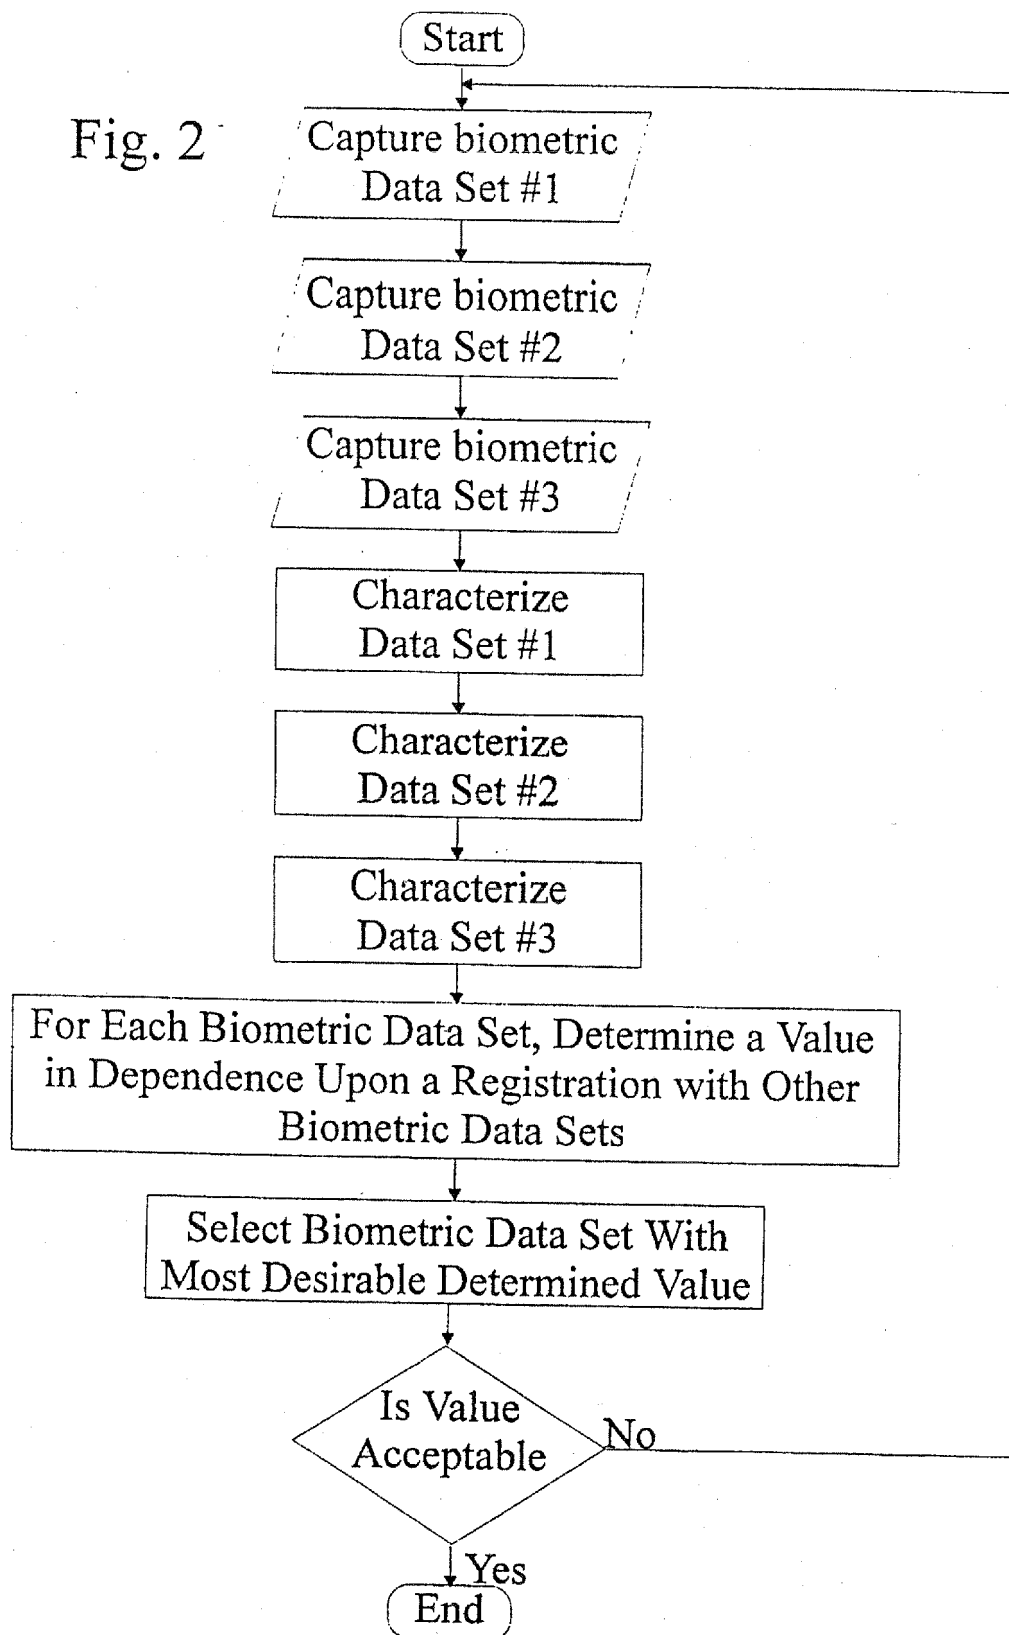 Start
Fig. 2
Capture biometric
Data Set #1
Capture biometric
Data Set #2
Capture biometric
Data Set #3
Characterize
Data Set #1
Characterize
Data Set #2
Characterize
Data Set #3
For Each Biometric Data Set, Determine a Value
in Dependence Upon a Registration with Other
Biometric Data Sets
Select Biometric Data Set With
Most Desirable Determined Value
Is Value
Acceptable
No
Yes
End